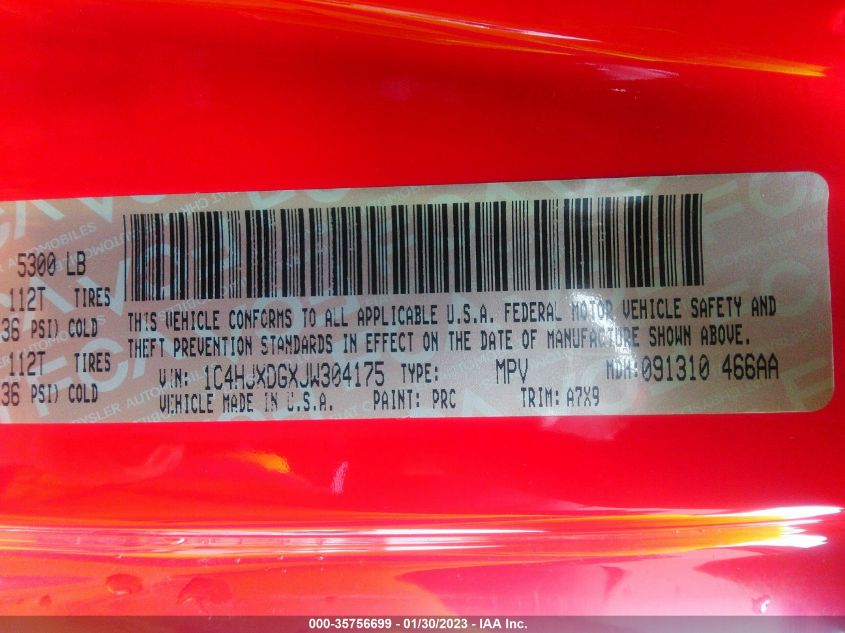 5300 LB
112T TIRES
36 PSI) COLD
112T TIRES
36 PSI) COLD
THIS VEHICLE CONFORMS TO ALL APPLICABLE U.S.A. FEDERAL MOTOR VEHICLE SAFETY AND
THEFT PREVENTION STANDARDS IN EFFECT ON THE DATE OF MANUFACTURE SHOWN ABOVE.
VIN: 1C4HJXDGXJW304175 TYPE: MPV MDH:091310 466AA
VEHICLE MADE IN U.S.A. PAINT: PRC TRIM: A7X9
000-35756699 - 01/30/2023 - IAA Inc.